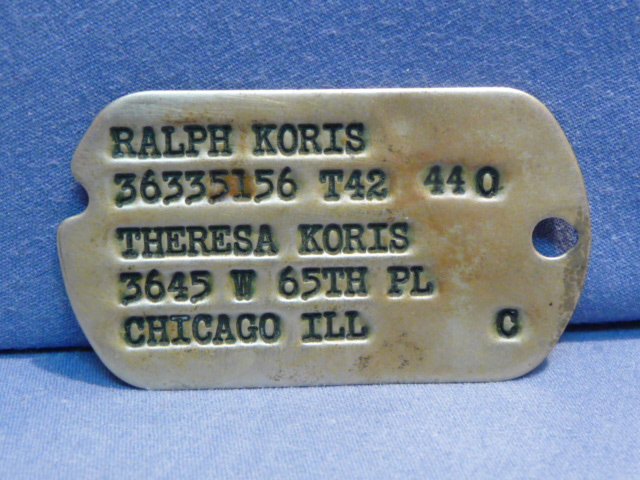 RALPH KORIS
36335156 T42 44 O
THERESA KORIS
3645 W 65TH PL
CHICAGO ILL C